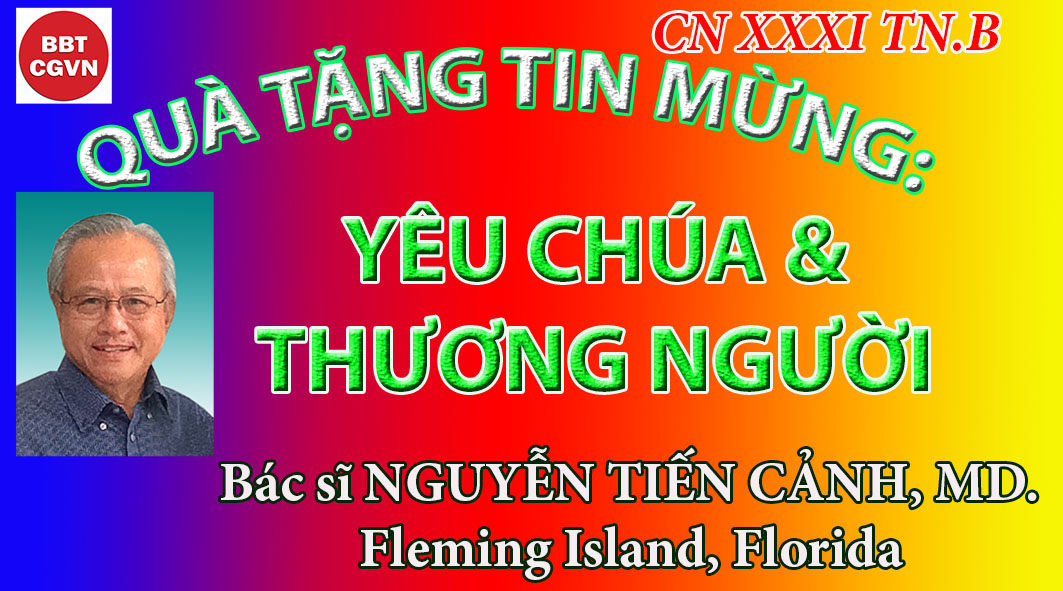 BBT
CGVN
CN XXXI TN.B
QUÀ TẶNG TIN MỪNG:
YÊU CHÚA &
THƯƠNG NGƯỜI
Bác sĩ NGUYỄN TIẾN CẢNH, MD.
Fleming Island, Florida